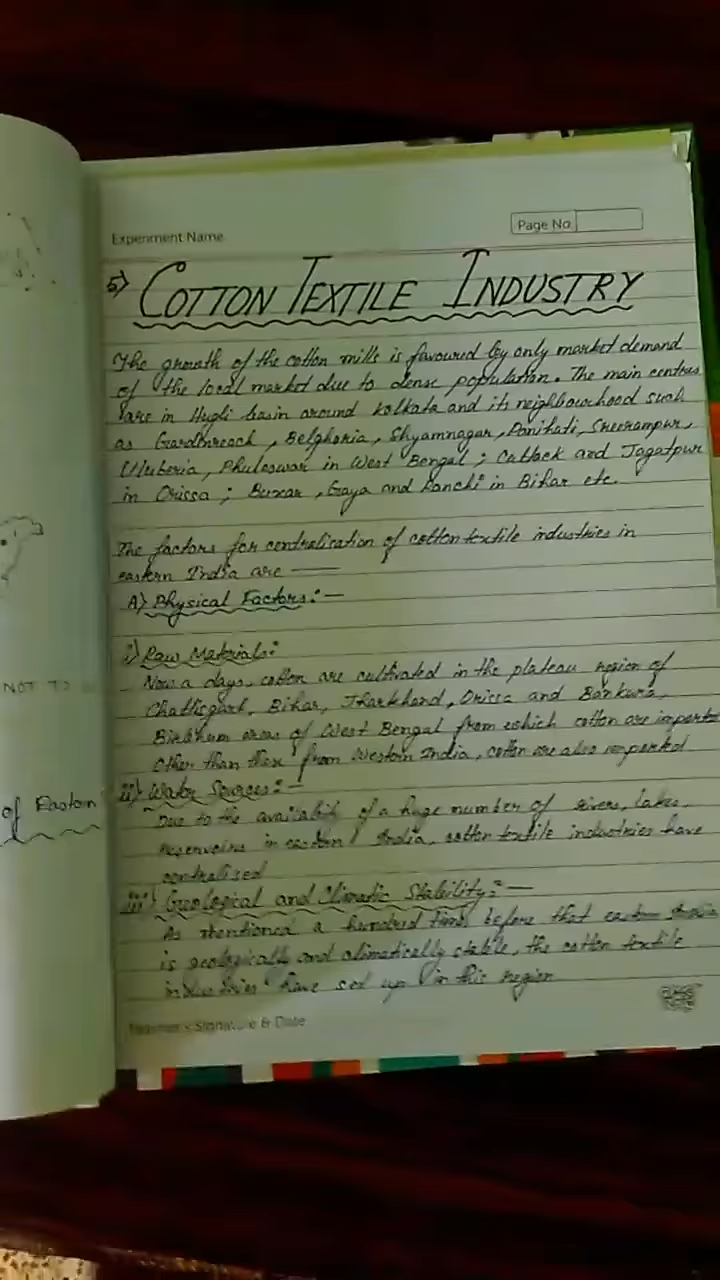 Experiment Name
Page No.
5) COTTON TEXTILE INDUSTRY
The growth of the cotton mills is favoured by only market demand
of the local market due to dense population. The main centres
are in Hugli basin around Kolkata and its neighbourhood such
as Gardenreach, Belghoria, Shyamnagar, Panihati, Sreerampur,
Uluberia, Phuleswar in West Bengal; Cuttack and Jagatpur
in Orissa; Buxar, Gaya and Ranchi in Bihar etc.
The factors for centralisation of cotton textile industries in
eastern India are —
A) Physical Factors:-
i) Raw Materials:-
Now a days, cotton are cultivated in the plateau region of
Bihar, Jharkhand, Orissa and Bankura,
Birbhum areas of West Bengal from which cotton are imported
Other than these from Western India, cotton are also imported
ii) Water Sources:-
Due to the of a huge number of rivers, lakes,
reservoirs in eastern India, cotton textile industries have
centralised
iii) Geological and Climatic Stability:-
As mentioned a hundred times before that eastern India
is geologically and climatically stable, the cotton textile
industries have set up in this region
Teacher's Signature & Date
NOT TO
of Eastern